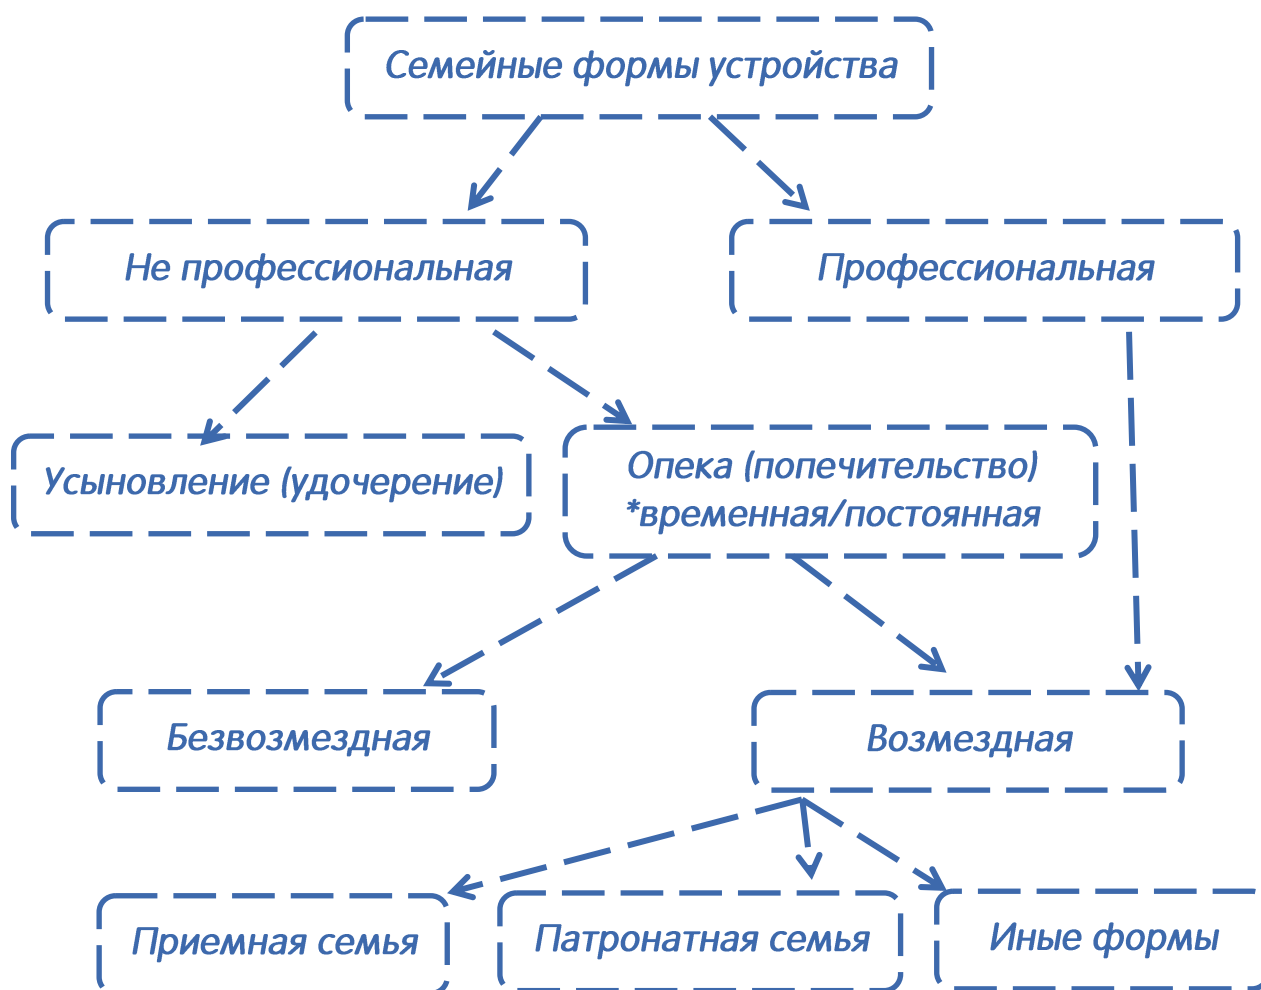 Семейные формы устройства
Не профессиональная
Профессиональная
Усыновление (удочерение)
Опека (попечительство)
*временная/постоянная
Безвозмездная
Возмездная
Приемная семья
Патронатная семья
Иные формы